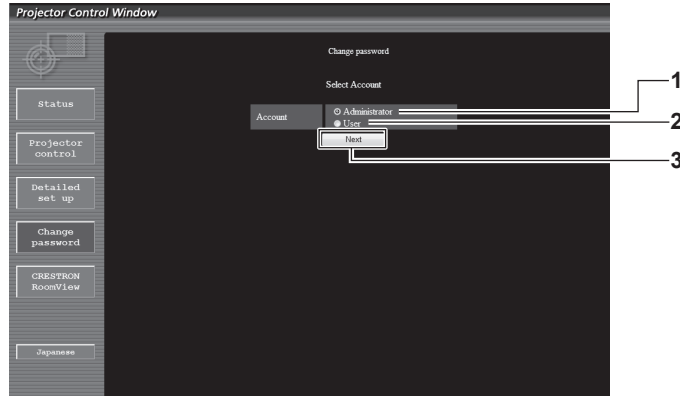 Projector Control Window
Change password
Select Account
Account
Administrator
User
Next
Status
Projector
control
Detailed
set up
Change
password
CRESTRON
RoomView
Japanese
1
2
3